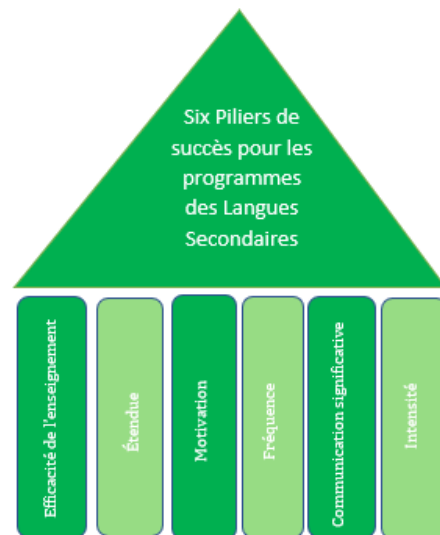 Six Piliers de
succès pour les
programmes
des Langues
Secondaires
Efficacité de l'enseignement
Étendue
Motivation
Fréquence
Communication significative
Intensité